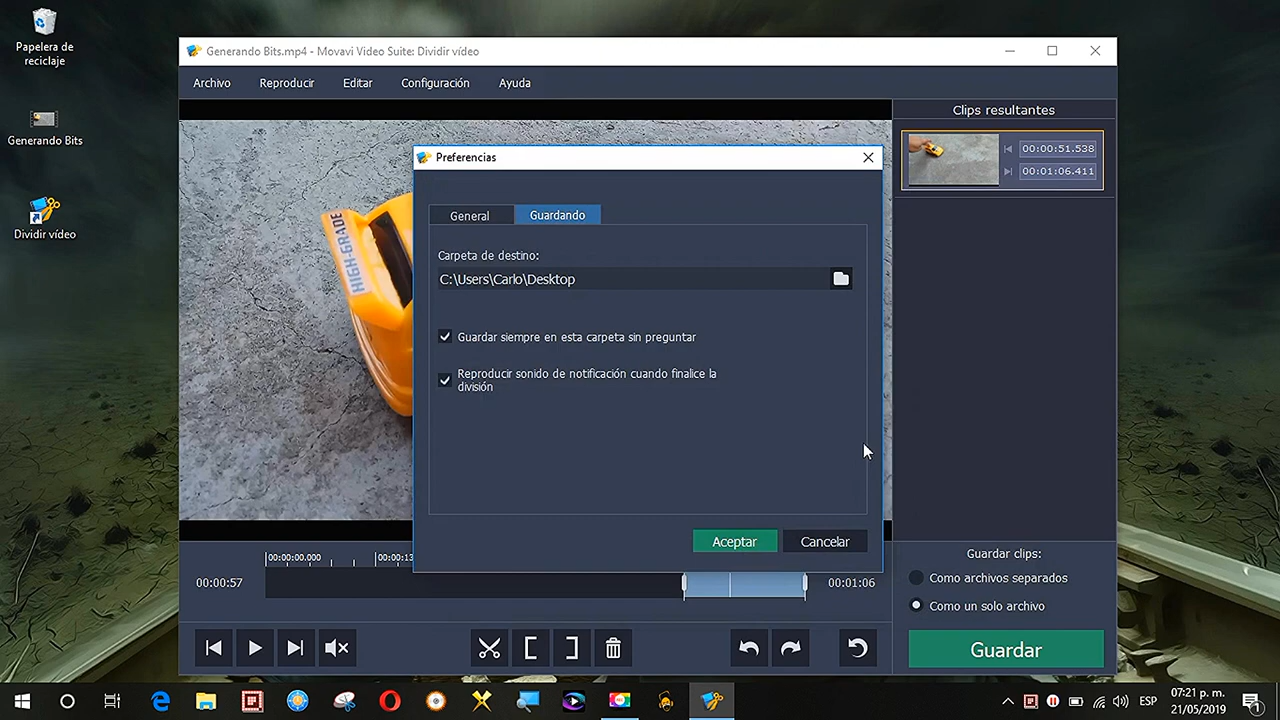 Papelera de
reciclaje
Generando Bits
Dividir vídeo
Generando Bits.mp4 - Movavi Video Suite: Dividir vídeo
Archivo
Reproducir
Editar
Configuración
Ayuda
Clips resultantes
00:00:51.538
00:01:06.411
HIGH-GRADE
Preferencias
General
Guardando
Carpeta de destino:
C:\Users\Carlo\Desktop
Guardar siempre en esta carpeta sin preguntar
Reproducir sonido de notificación cuando finalice la
división
Aceptar
Cancelar
00:00:00.000
00:00:13
00:00:57
00:01:06
Guardar clips:
Como archivos separados
Como un solo archivo
Guardar
ESP
07:21 p. m.
21/05/2019
1